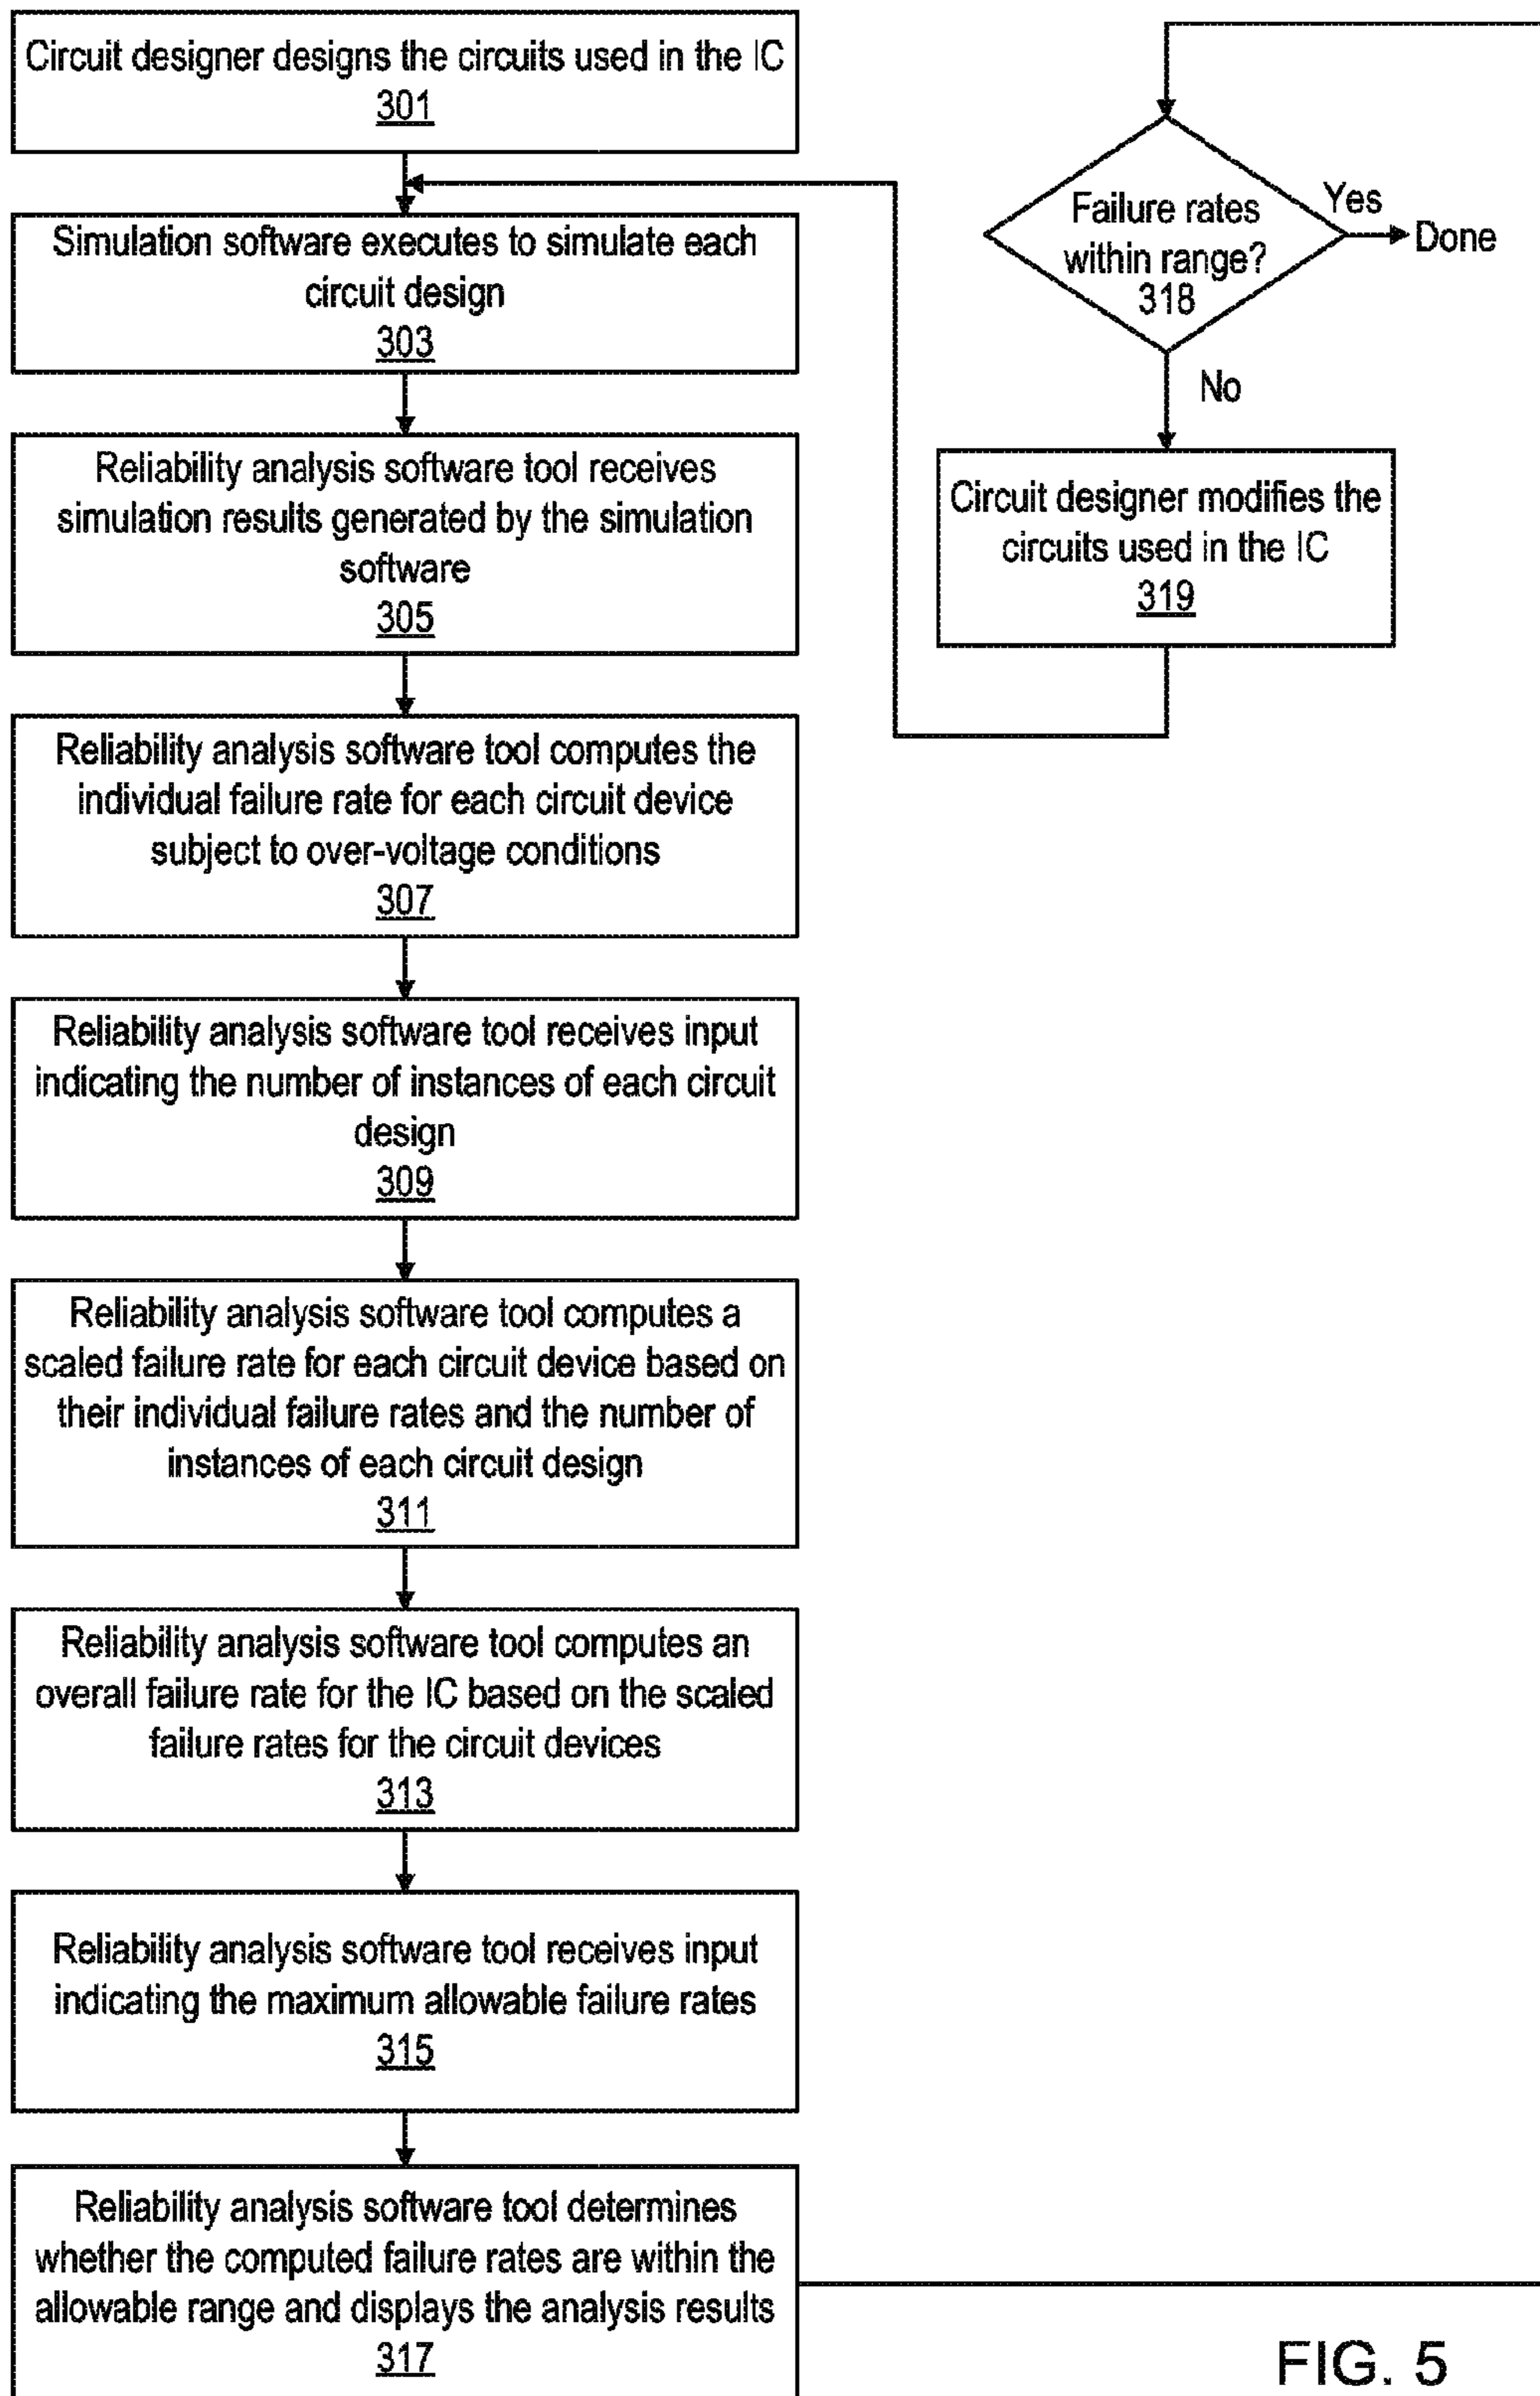 Circuit designer designs the circuits used in the IC
301
Simulation software executes to simulate each
circuit design
303
Reliability analysis software tool receives
simulation results generated by the simulation
software
305
Reliability analysis software tool computes the
individual failure rate for each circuit device
subject to over-voltage conditions
307
Reliability analysis software tool receives input
indicating the number of instances of each circuit
design
309
Reliability analysis software tool computes a
scaled failure rate for each circuit device based on
their individual failure rates and the number of
instances of each circuit design
311
Reliability analysis software tool computes an
overall failure rate for the IC based on the scaled
failure rates for the circuit devices
313
Reliability analysis software tool receives input
indicating the maximum allowable failure rates
315
Reliability analysis software tool determines
whether the computed failure rates are within the
allowable range and displays the analysis results
317
Failure rates
within range?
318
Yes
Done
No
Circuit designer modifies the
circuits used in the IC
319
FIG. 5